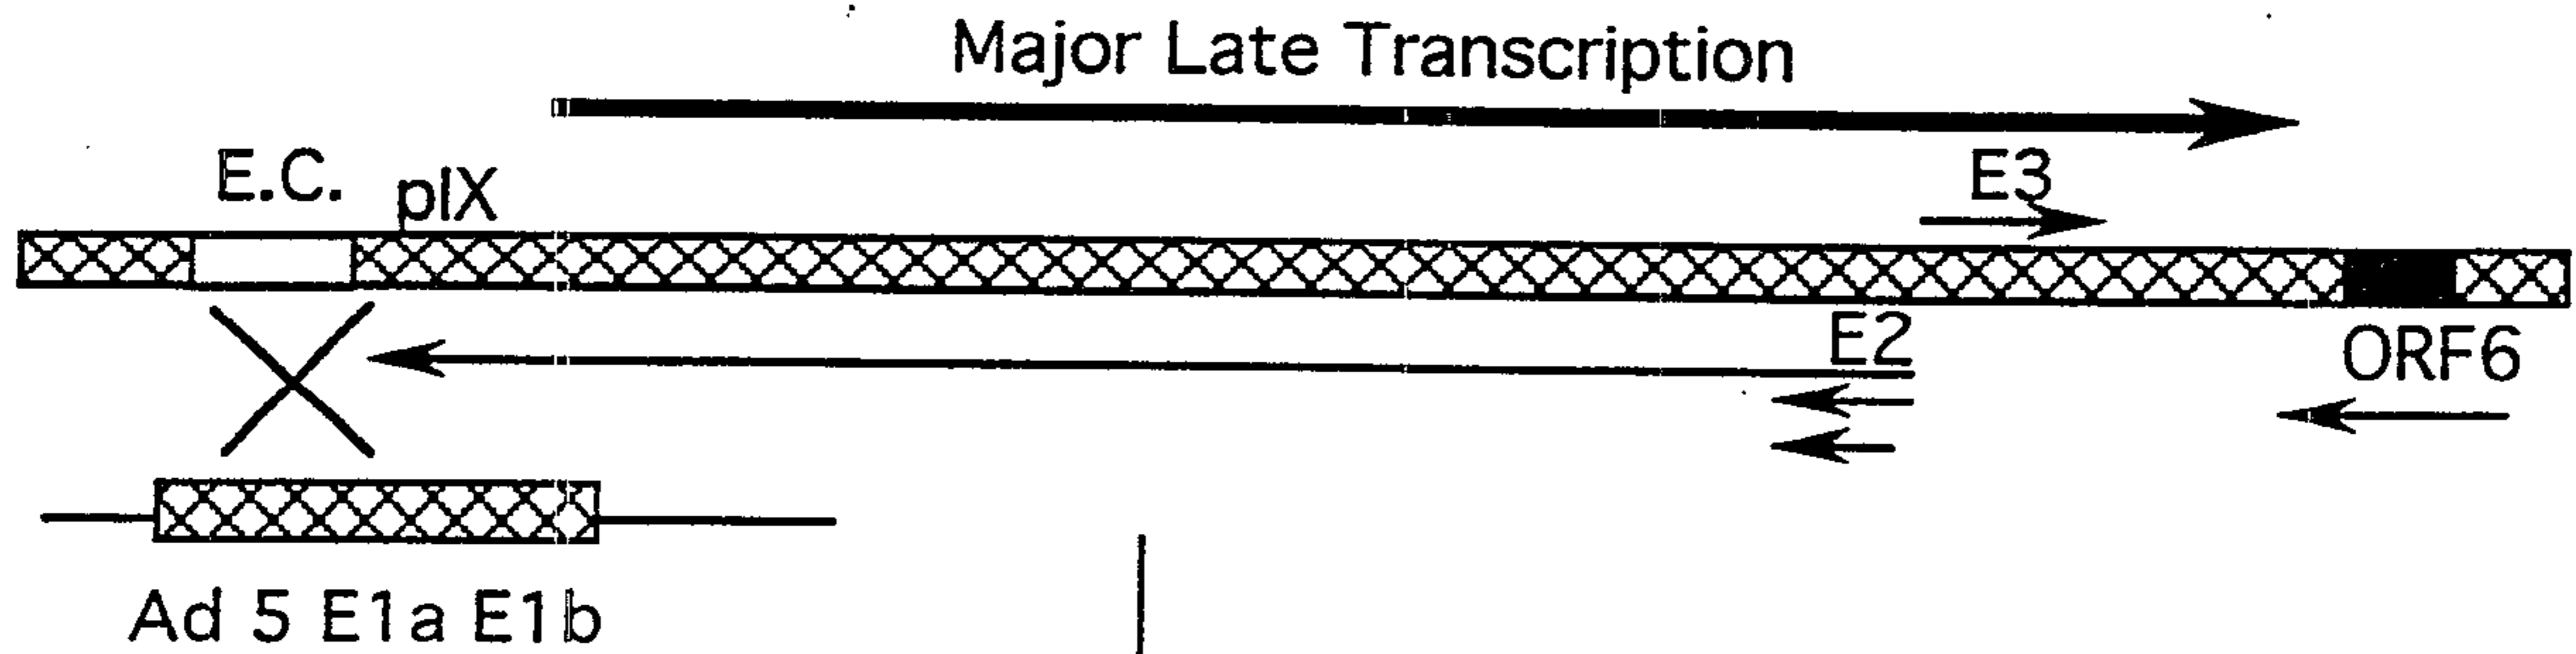 Major Late Transcription
E.C.
pIX
E3
E2
ORF6
Ad 5 E1a E1b